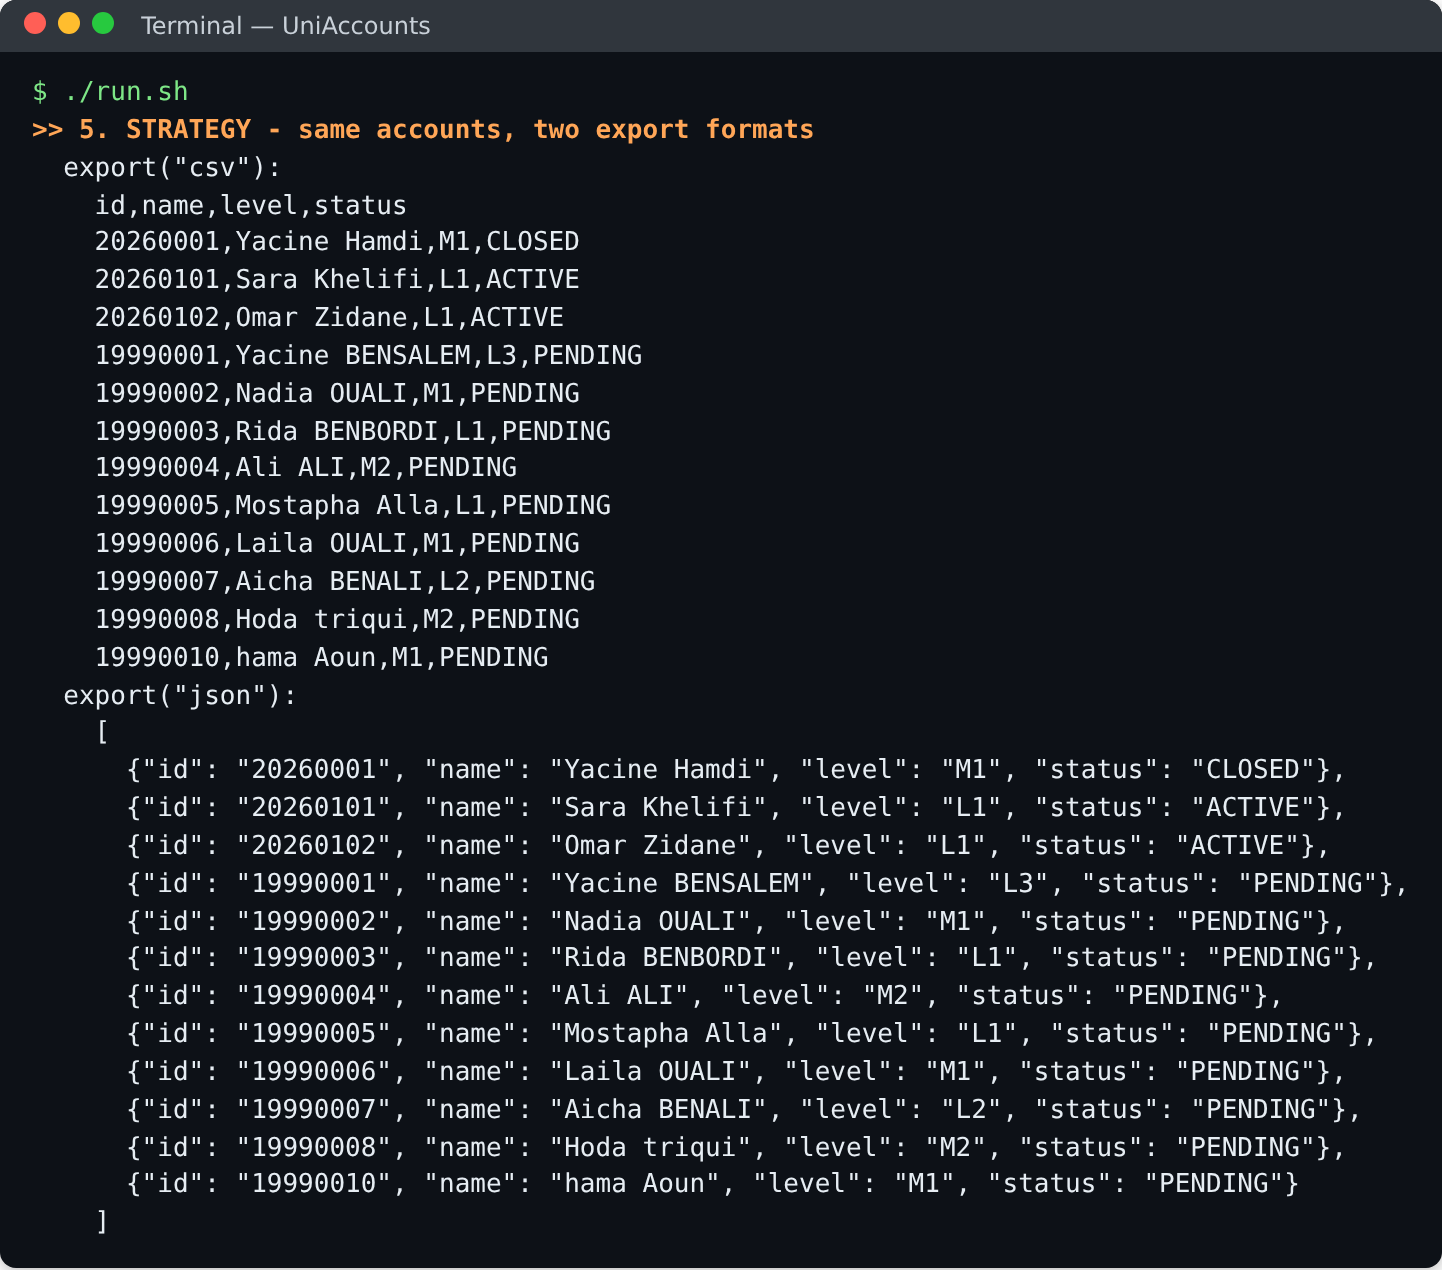 Terminal — UniAccounts
$ ./run.sh
>> 5. STRATEGY - same accounts, two export formats
export("csv"):
id,name,level,status
20260001,Yacine Hamdi,M1,CLOSED
20260101,Sara Khelifi,L1,ACTIVE
20260102,Omar Zidane,L1,ACTIVE
19990001,Yacine BENSALEM,L3,PENDING
19990002,Nadia OUALI,M1,PENDING
19990003,Rida BENBORDI,L1,PENDING
19990004,Ali ALI,M2,PENDING
19990005,Mostapha Alla,L1,PENDING
19990006,Laila OUALI,M1,PENDING
19990007,Aicha BENALI,L2,PENDING
19990008,Hoda triqui,M2,PENDING
19990010,hama Aoun,M1,PENDING
export("json"):
[
{"id": "20260001", "name": "Yacine Hamdi", "level": "M1", "status": "CLOSED"},
{"id": "20260101", "name": "Sara Khelifi", "level": "L1", "status": "ACTIVE"},
{"id": "20260102", "name": "Omar Zidane", "level": "L1", "status": "ACTIVE"},
{"id": "19990001", "name": "Yacine BENSALEM", "level": "L3", "status": "PENDING"},
{"id": "19990002", "name": "Nadia OUALI", "level": "M1", "status": "PENDING"},
{"id": "19990003", "name": "Rida BENBORDI", "level": "L1", "status": "PENDING"},
{"id": "19990004", "name": "Ali ALI", "level": "M2", "status": "PENDING"},
{"id": "19990005", "name": "Mostapha Alla", "level": "L1", "status": "PENDING"},
{"id": "19990006", "name": "Laila OUALI", "level": "M1", "status": "PENDING"},
{"id": "19990007", "name": "Aicha BENALI", "level": "L2", "status": "PENDING"},
{"id": "19990008", "name": "Hoda triqui", "level": "M2", "status": "PENDING"},
{"id": "19990010", "name": "hama Aoun", "level": "M1", "status": "PENDING"}
]